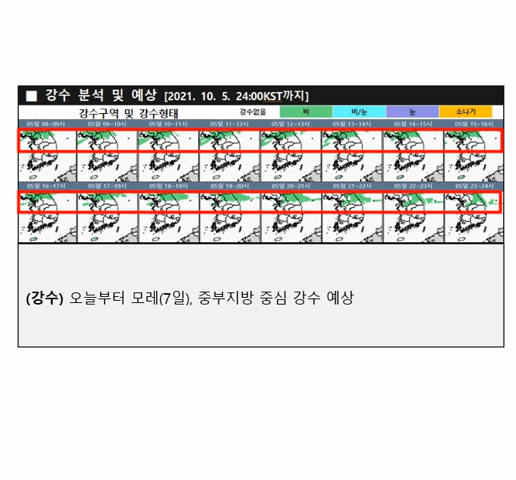 ■ 강수 분석 및 예상 [2021. 10. 5. 24:00KST까지]
강수구역 및 강수형태 강수없음 비 비/눈 눈 소나기
05일 08~09시 05일 09~10시 05일 10~11시 05일 11~12시 05일 12~13시 05일 13~14시 05일 14~15시 05일 15~16시
05일 16~17시 05일 17~18시 05일 18~19시 05일 19~20시 05일 20~21시 05일 21~22시 05일 22~23시 05일 23~24시
(강수) 오늘부터 모레(7일), 중부지방 중심 강수 예상